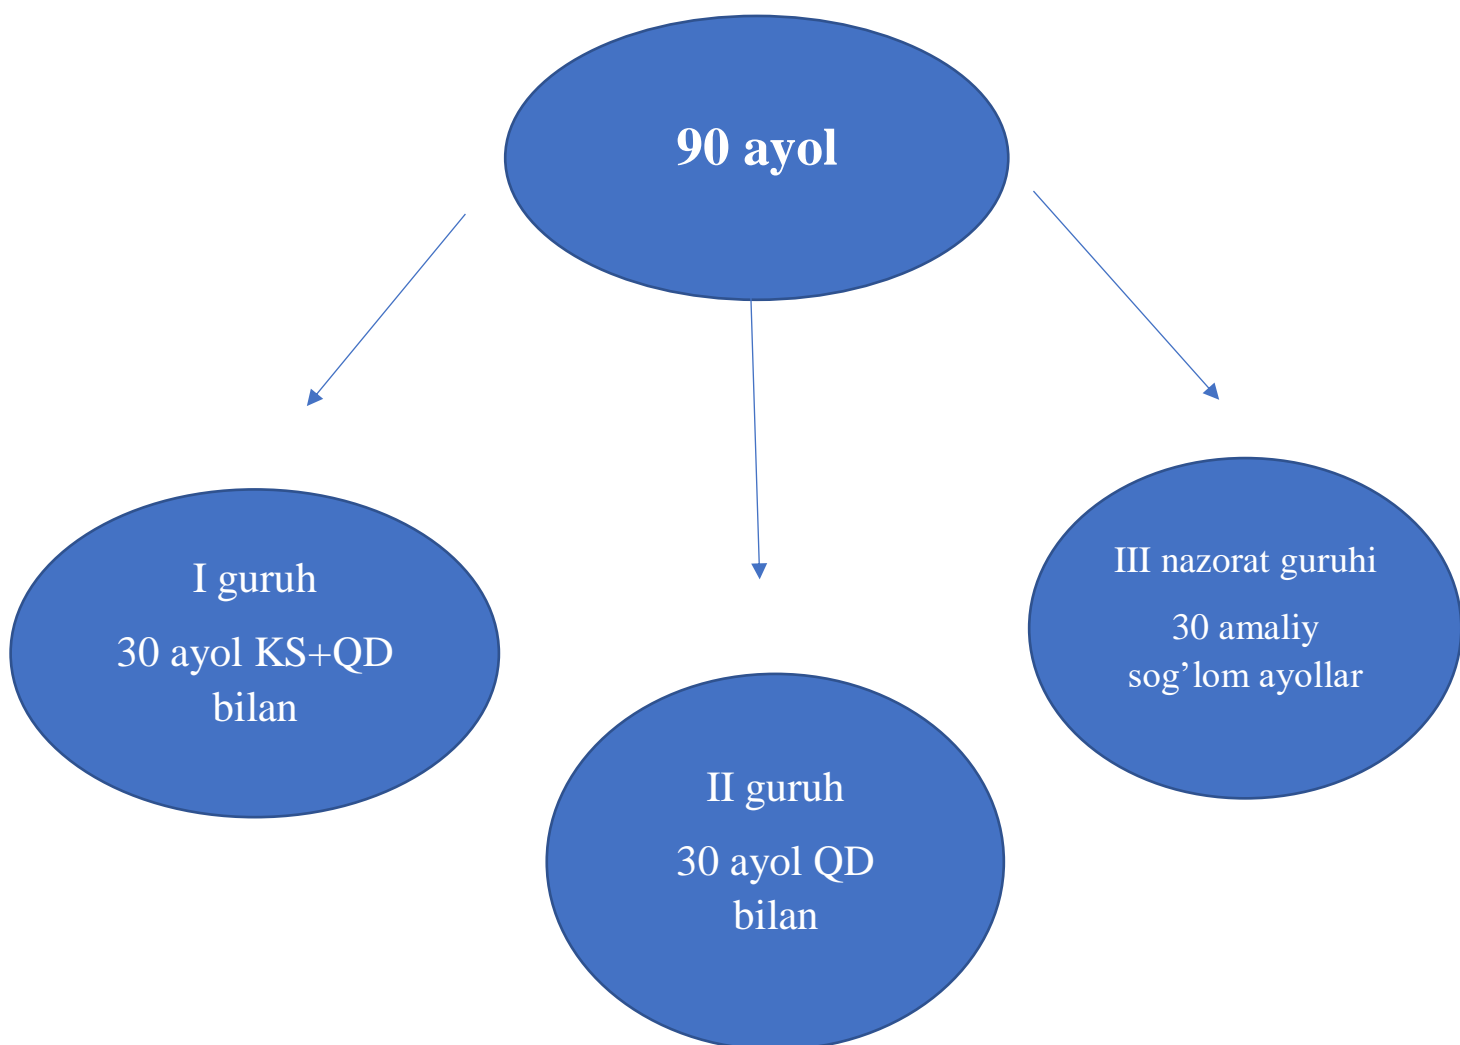 90 ayol
I guruh
30 ayol KS+QD
bilan
II guruh
30 ayol QD
bilan
III nazorat guruhi
30 amaliy
sog’lom ayollar